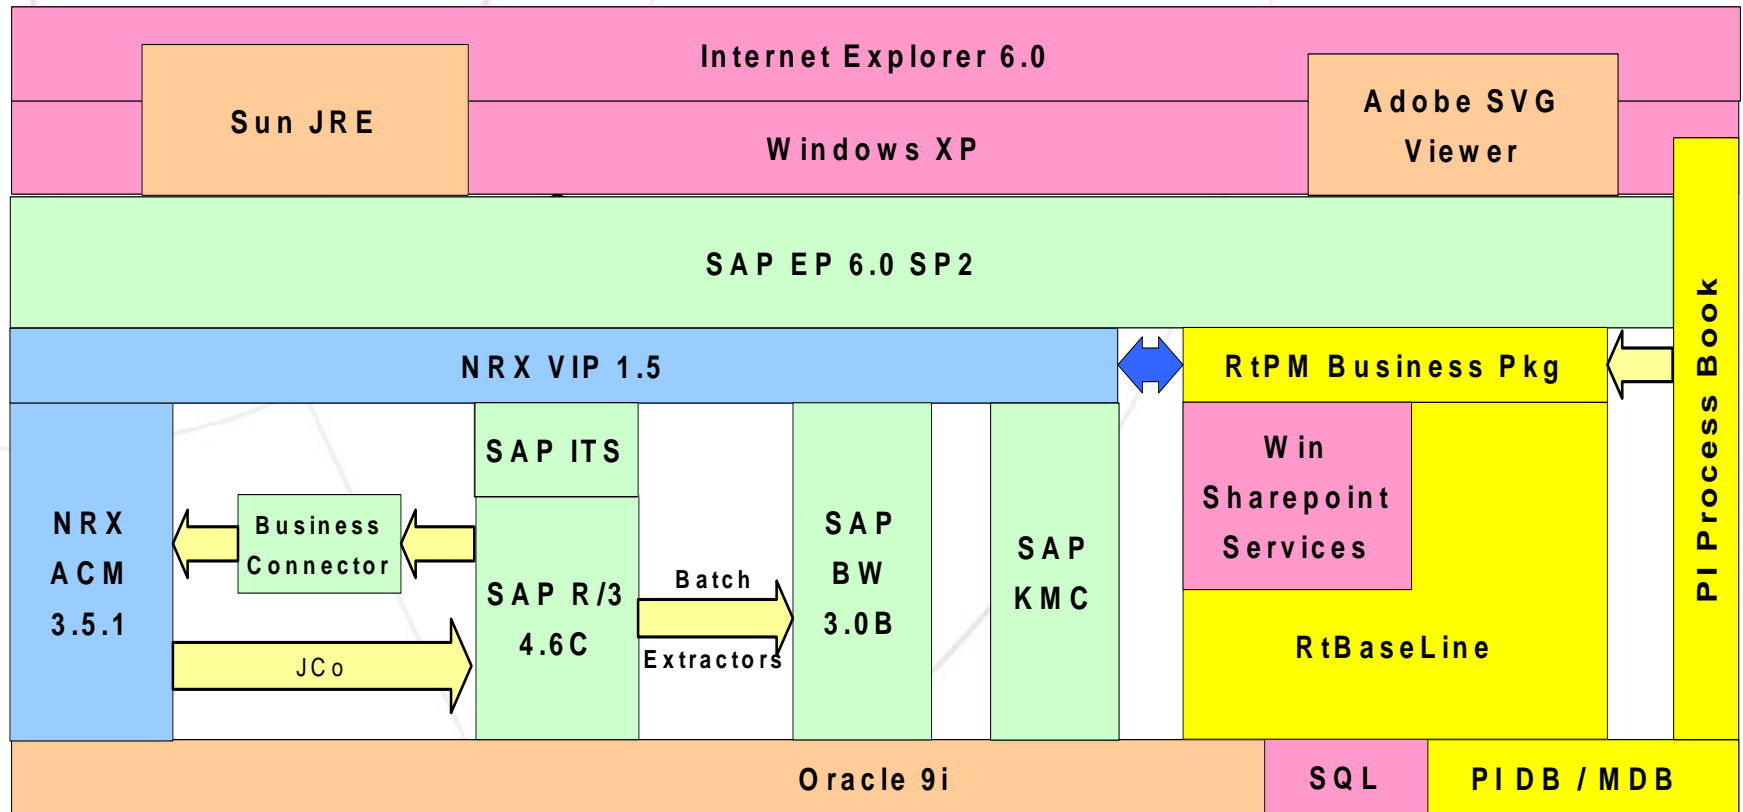 Internet Explorer 6.0
Sun JRE
Adobe SVG
Viewer
Windows XP
SAP EP 6.0 SP2
NRX VIP 1.5
RtPM Business Pkg
PI Process Book
SAP ITS
Win
Sharepoint
Services
NRX
ACM
3.5.1
Business
Connector
SAP R/3
4.6C
Batch
Extractors
SAP
BW
3.0B
SAP
KMC
RtBaseLine
JCo
Oracle 9i
SQL
PI DB / MDB